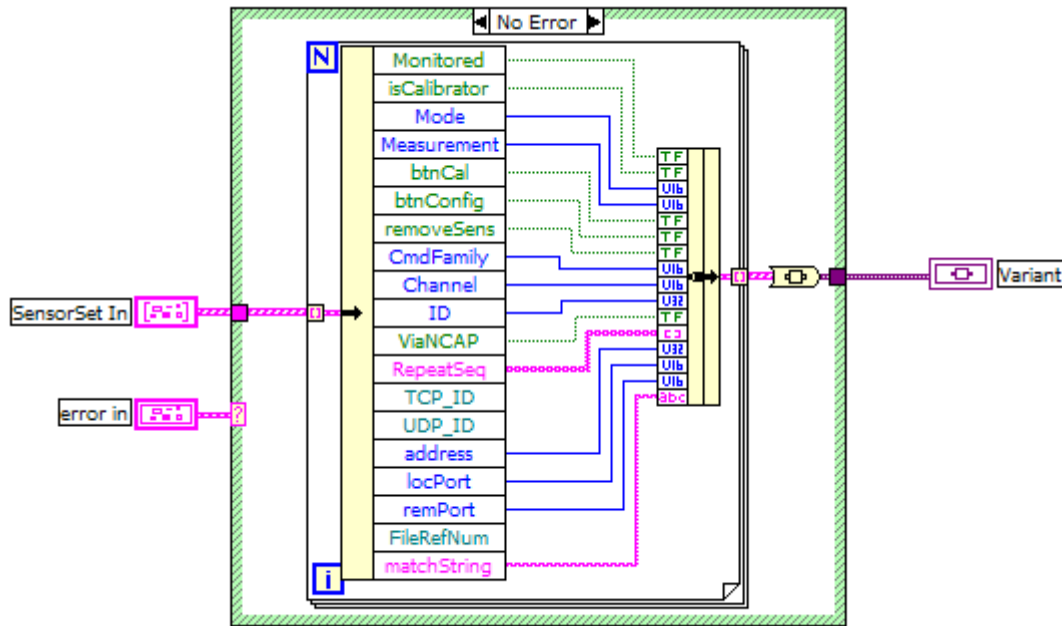 No Error
N
Monitored
isCalibrator
Mode
Measurement
btnCal
btnConfig
removeSens
CmdFamily
Channel
ID
ViaNCAP
RepeatSeq
TCP_ID
UDP_ID
address
locPort
remPort
FileRefNum
matchString
i
TF
TF
U16
U16
TF
TF
TF
U16
U16
U32
TF
[ ]
U32
U16
U16
abc
SensorSet In
error in
?
Variant